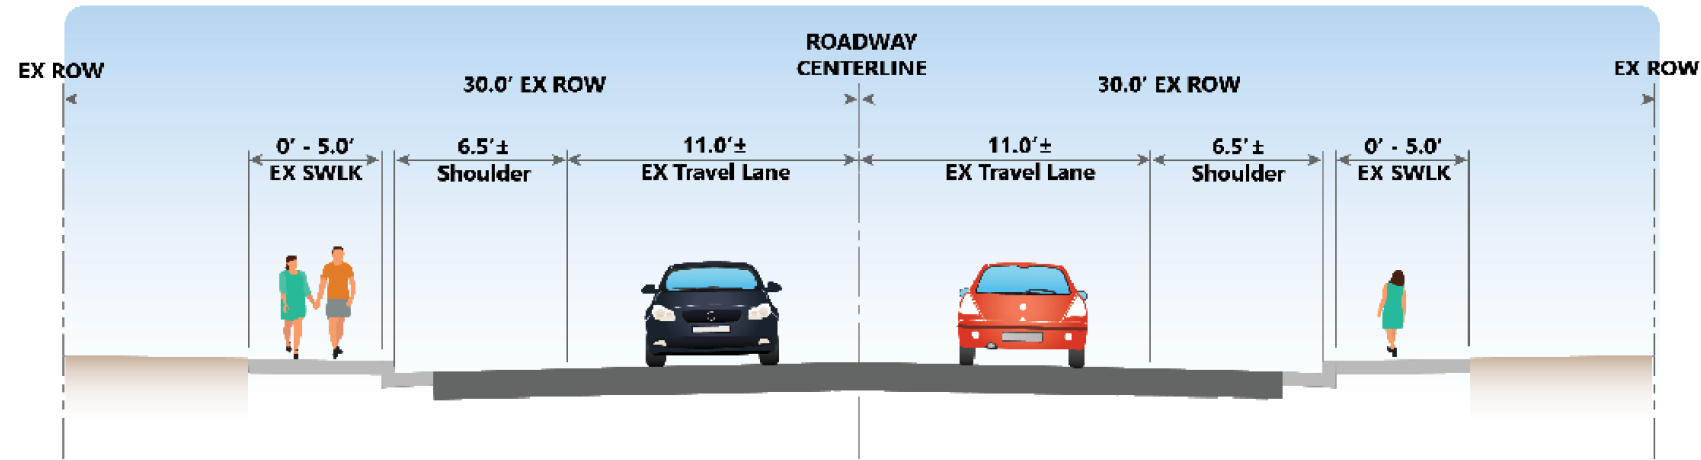 ROADWAY
CENTERLINE
EX ROW
30.0' EX ROW
30.0' EX ROW
EX ROW
0' - 5.0'
EX SWLK
6.5'±
Shoulder
11.0'±
EX Travel Lane
11.0'±
EX Travel Lane
6.5'±
Shoulder
0' - 5.0'
EX SWLK